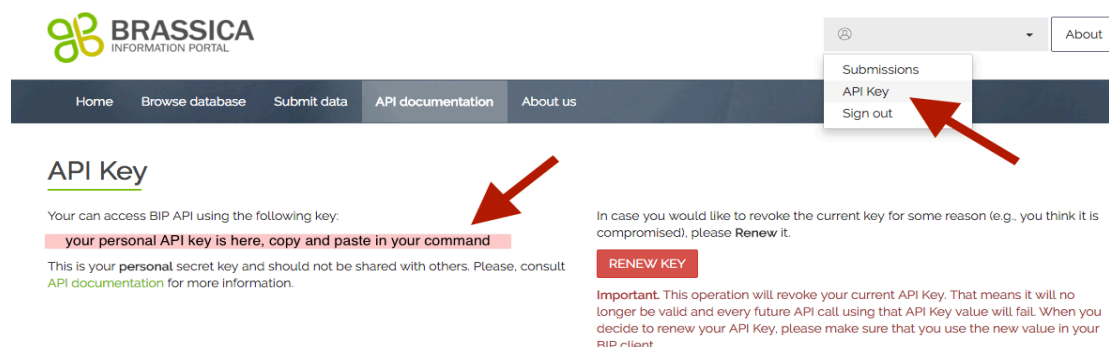 BRASSICA
INFORMATION PORTAL
About
Submissions
API Key
Sign out
Home Browse database Submit data API documentation About us
API Key
Your can access BIP API using the following key:
your personal API key is here, copy and paste in your command
This is your personal secret key and should not be shared with others. Please, consult
API documentation for more information.
In case you would like to revoke the current key for some reason (e.g., you think it is
compromised), please Renew it.
RENEW KEY
Important. This operation will revoke your current API Key. That means it will no
longer be valid and every future API call using that API Key value will fail. When you
decide to renew your API Key, please make sure that you use the new value in your
BIP client.